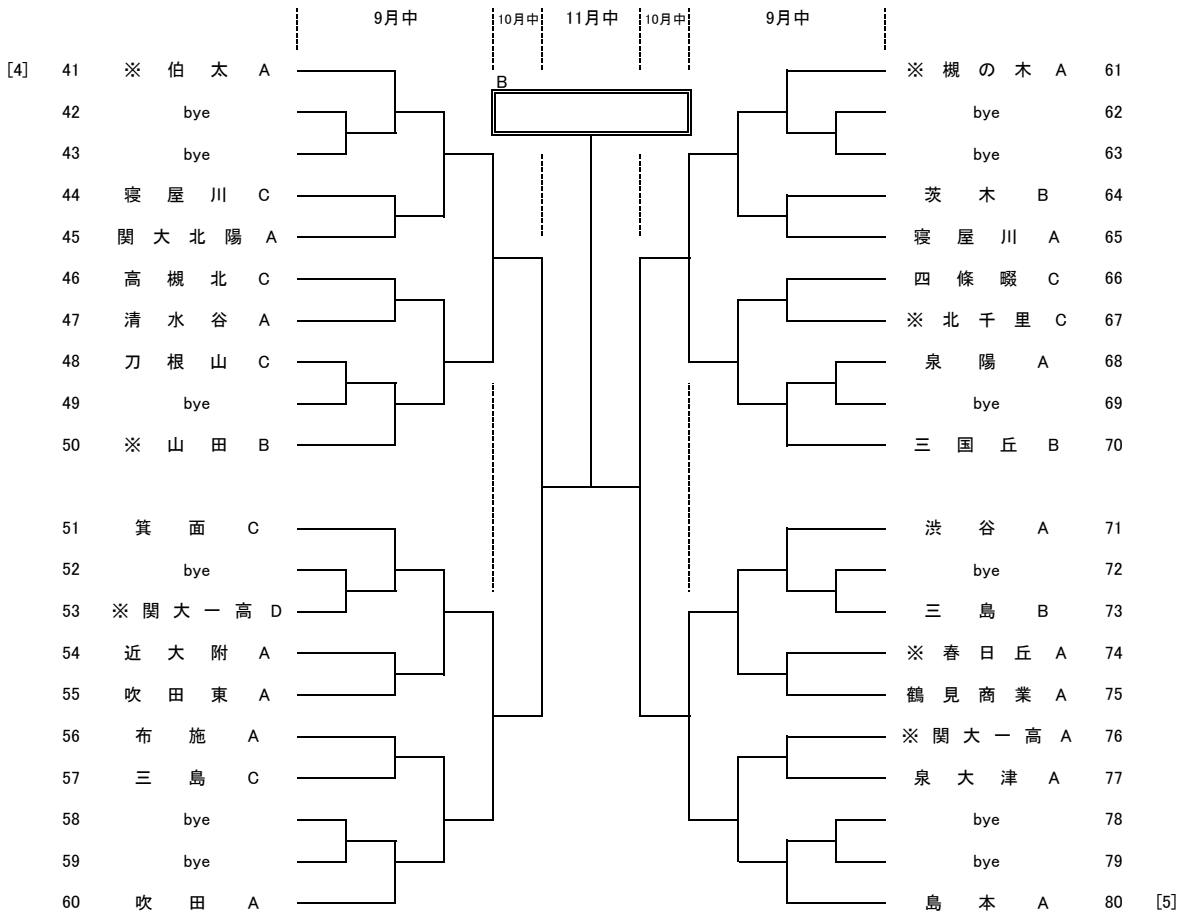 9月中 10月中 11月中 10月中 9月中
[4] 41 ※ 伯 太 A ※ 槻 の 木 A 61
B
42 bye bye 62
43 bye bye 63
44 寝 屋 川 C 茨 木 B 64
45 関 大 北 陽 A 寝 屋 川 A 65
46 高 槻 北 C 四 條 畷 C 66
47 清 水 谷 A ※ 北 千 里 C 67
48 刀 根 山 C 泉 陽 A 68
49 bye bye 69
50 ※ 山 田 B 三 国 丘 B 70
51 箕 面 C 渋 谷 A 71
52 bye bye 72
53 ※ 関 大 一 高 D 三 島 B 73
54 近 大 附 A ※ 春 日 丘 A 74
55 吹 田 東 A 鶴 見 商 業 A 75
56 布 施 A ※ 関 大 一 高 A 76
57 三 島 C 泉 大 津 A 77
58 bye bye 78
59 bye bye 79
60 吹 田 A 島 本 A 80 [5]